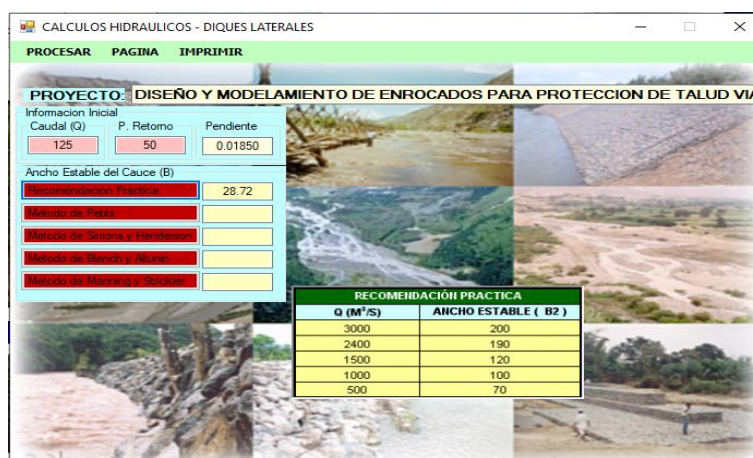 CALCULOS HIDRAULICOS - DIQUES LATERALES
PROCESAR PAGINA IMPRIMIR
PROYECTO: DISEÑO Y MODELAMIENTO DE ENROCADOS PARA PROTECCION DE TALUD VIA
Informacion Inicial
Caudal (Q) P. Retorno Pendiente
125 50 0.01850
Ancho Estable del Cauce (B)
Recomendacion Practica 28.72
Metodo de Petits
Metodo de Simons y Henderson
Metodo de Blench y Altunin
Metodo de Manning y Strickler
RECOMENDACIÓN PRACTICA
Q (M³/S) ANCHO ESTABLE ( B2 )
3000 200
2400 190
1500 120
1000 100
500 70